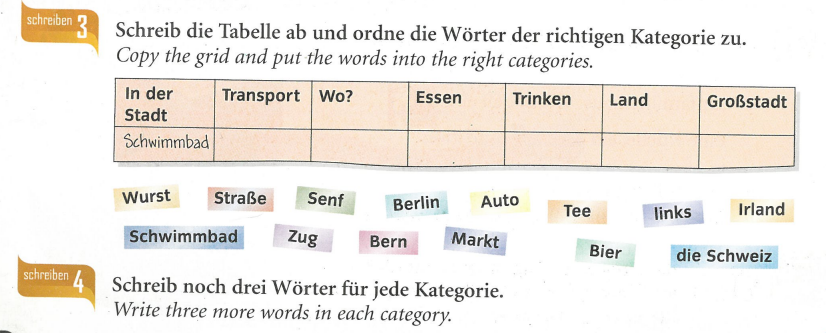 schreiben 3
Schreib die Tabelle ab und ordne die Wörter der richtigen Kategorie zu.
Copy the grid and put the words into the right categories.
In der Stadt
Transport
Wo?
Essen
Trinken
Land
Großstadt
Schwimmbad
Wurst
Straße
Senf
Berlin
Auto
Tee
links
Irland
Schwimmbad
Zug
Bern
Markt
Bier
die Schweiz
schreiben 4
Schreib noch drei Wörter für jede Kategorie.
Write three more words in each category.